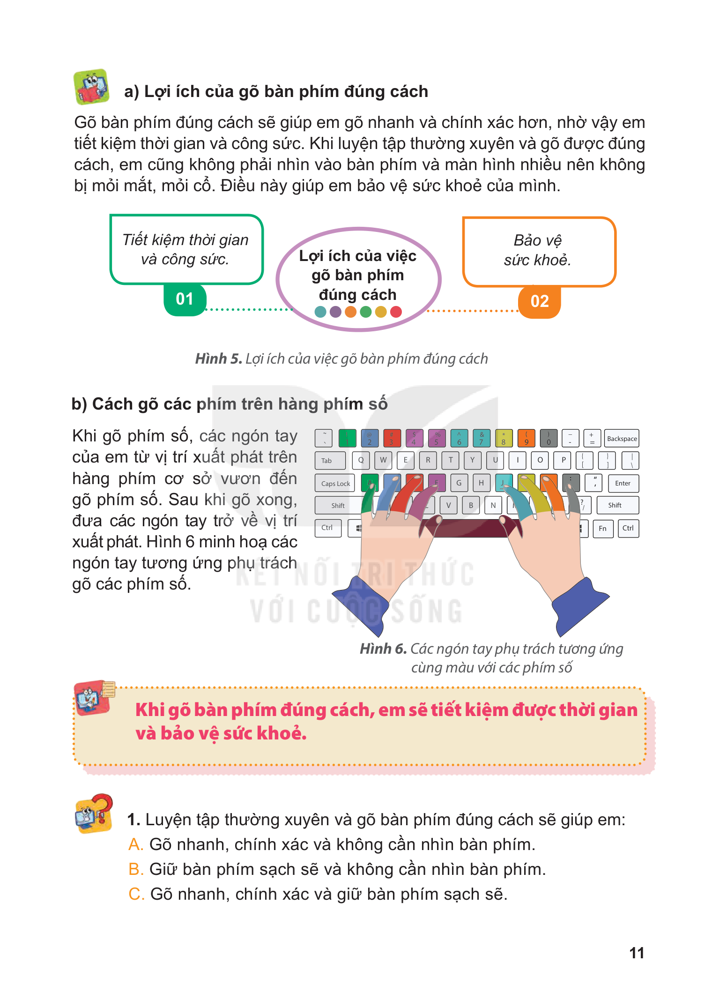 a) Lợi ích của gõ bàn phím đúng cách
Gõ bàn phím đúng cách sẽ giúp em gõ nhanh và chính xác hơn, nhờ vậy em
tiết kiệm thời gian và công sức. Khi luyện tập thường xuyên và gõ được đúng
cách, em cũng không phải nhìn vào bàn phím và màn hình nhiều nên không
bị mỏi mắt, mỏi cổ. Điều này giúp em bảo vệ sức khoẻ của mình.
Tiết kiệm thời gian
và công sức.
01
Lợi ích của việc
gõ bàn phím
đúng cách
Bảo vệ
sức khoẻ.
02
Hình 5. Lợi ích của việc gõ bàn phím đúng cách
b) Cách gõ các phím trên hàng phím số
Khi gõ phím số, các ngón tay
của em từ vị trí xuất phát trên
hàng phím cơ sở vươn đến
gõ phím số. Sau khi gõ xong,
đưa các ngón tay trở về vị trí
xuất phát. Hình 6 minh hoạ các
ngón tay tương ứng phụ trách
gõ các phím số.
~ @ # $ % ^ & * ( ) _ +
` 1 2 3 4 5 6 7 8 9 0 - = Backspace
Tab Q W E R T Y U I O P { [ } ] | \
Caps Lock A F G H J : “ ‘ Enter
Shift V B N ? / Shift
Ctrl Fn Ctrl
KẾT NỐI TRI THỨC
VỚI CUỘC SỐNG
Hình 6. Các ngón tay phụ trách tương ứng
cùng màu với các phím số
Khi gõ bàn phím đúng cách, em sẽ tiết kiệm được thời gian
và bảo vệ sức khoẻ.
1. Luyện tập thường xuyên và gõ bàn phím đúng cách sẽ giúp em:
A. Gõ nhanh, chính xác và không cần nhìn bàn phím.
B. Giữ bàn phím sạch sẽ và không cần nhìn bàn phím.
C. Gõ nhanh, chính xác và giữ bàn phím sạch sẽ.
11